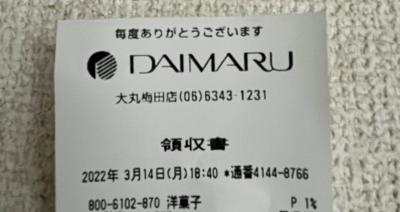 毎度ありがとうございます
DAIMARU
大丸梅田店(06)6343-1231
領収書
2022年 3月14日(月)18:40 *通番4144-8766
800-6102-870 洋菓子 P 1%